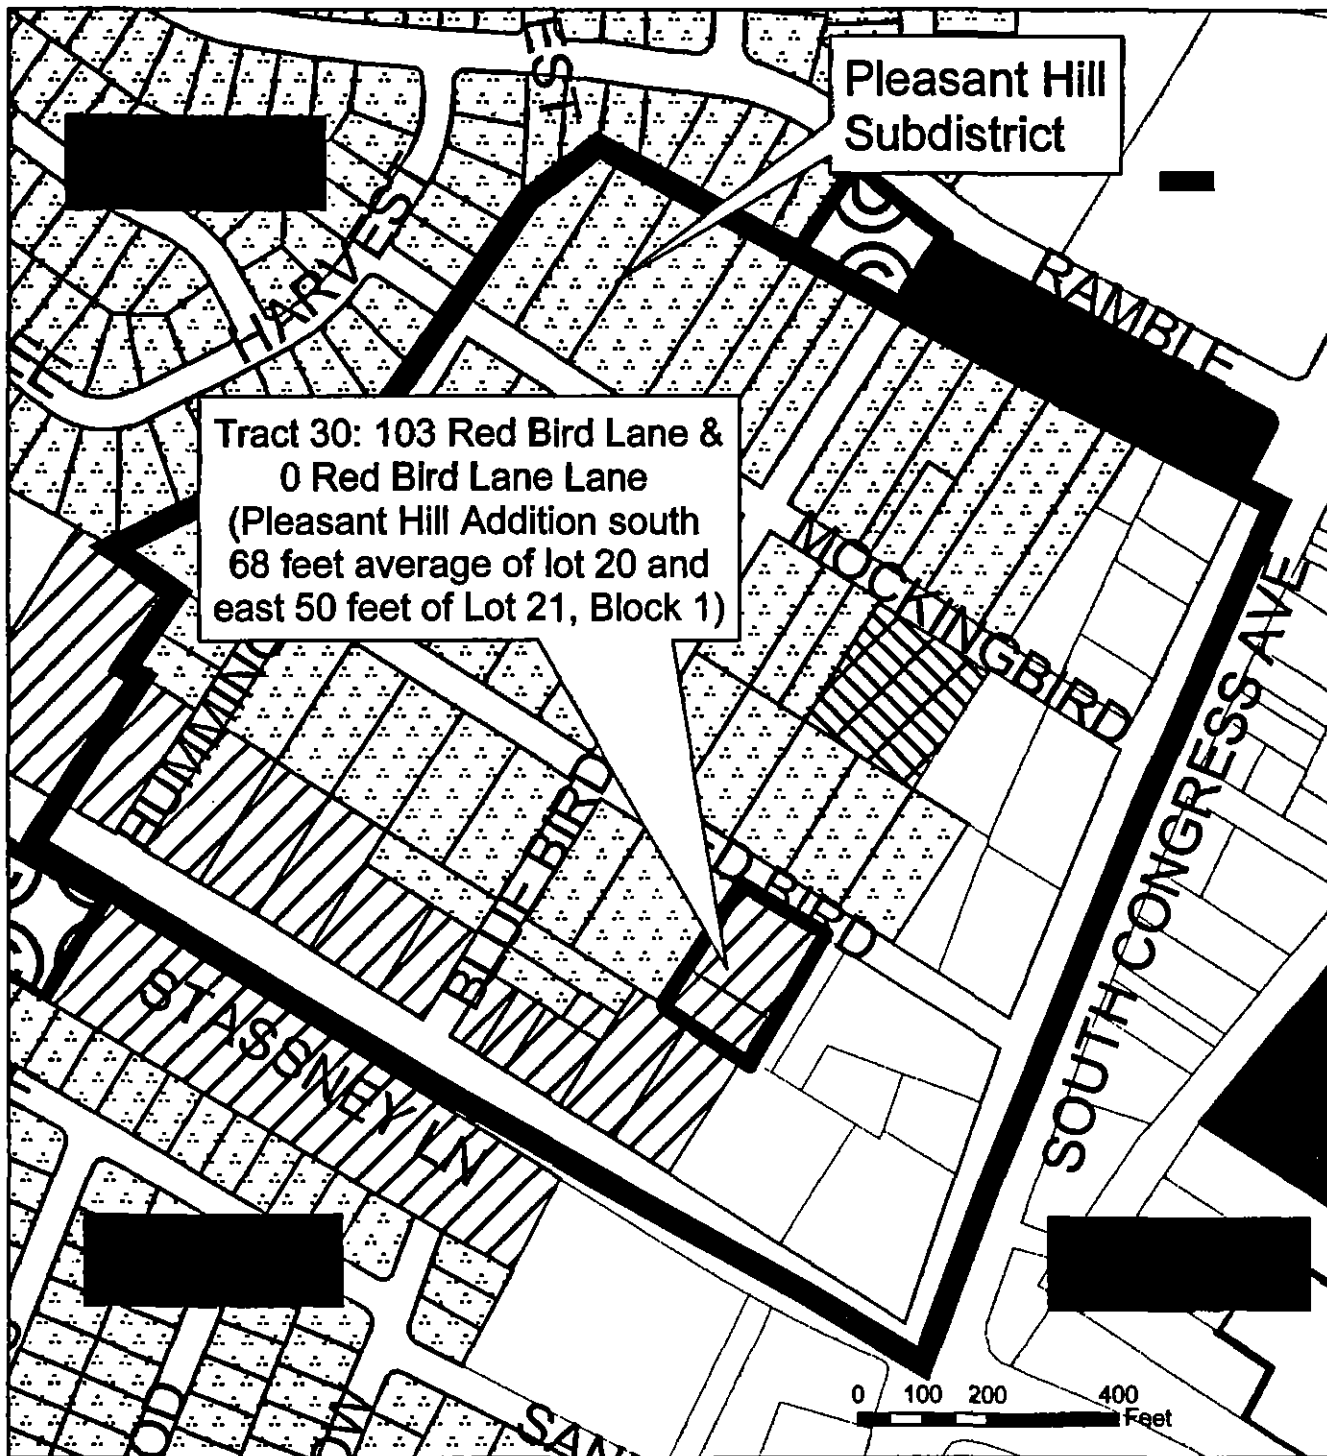 Pleasant Hill
Subdistrict
RAMBLE
HARVEST
Tract 30: 103 Red Bird Lane &
0 Red Bird Lane Lane
(Pleasant Hill Addition south
68 feet average of lot 20 and
east 50 feet of Lot 21, Block 1)
MOCKINGBIRD
BLUE BIRD
BIRD
SOUTH CONGRESS AVE
STASSNEY LN
0 100 200 400
Feet